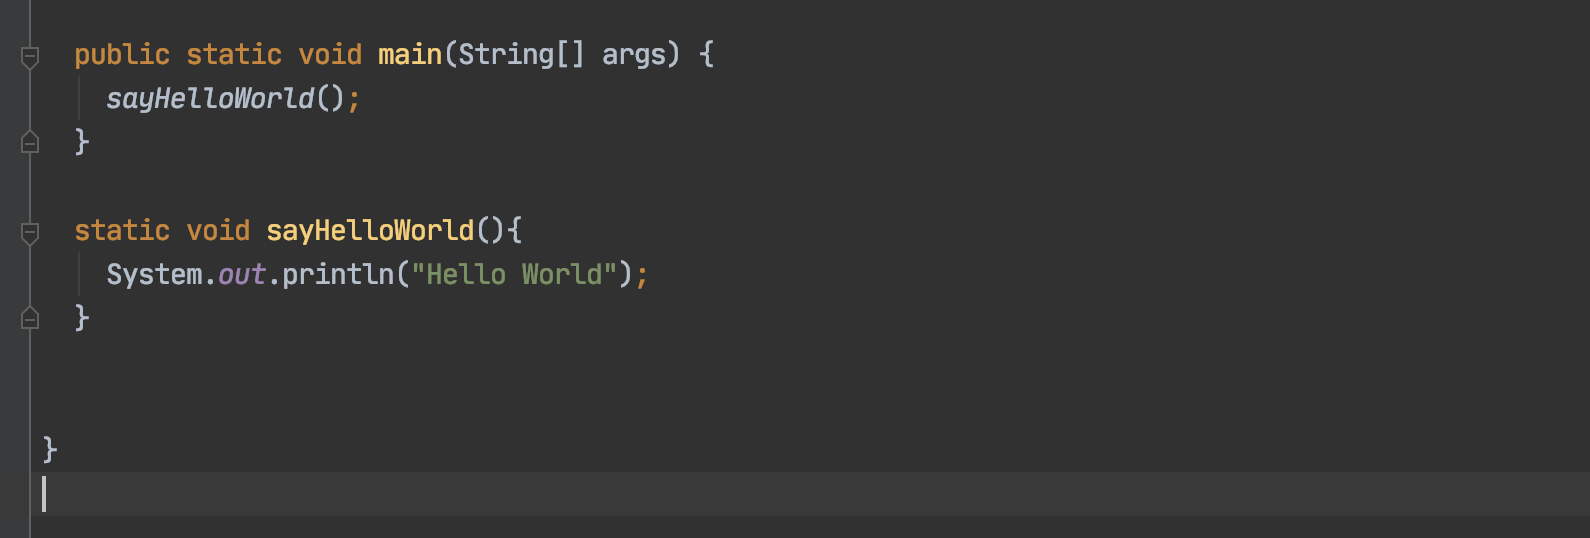 public static void main(String[] args) {
sayHelloWorld();
}
static void sayHelloWorld(){
System.out.println("Hello World");
}
}